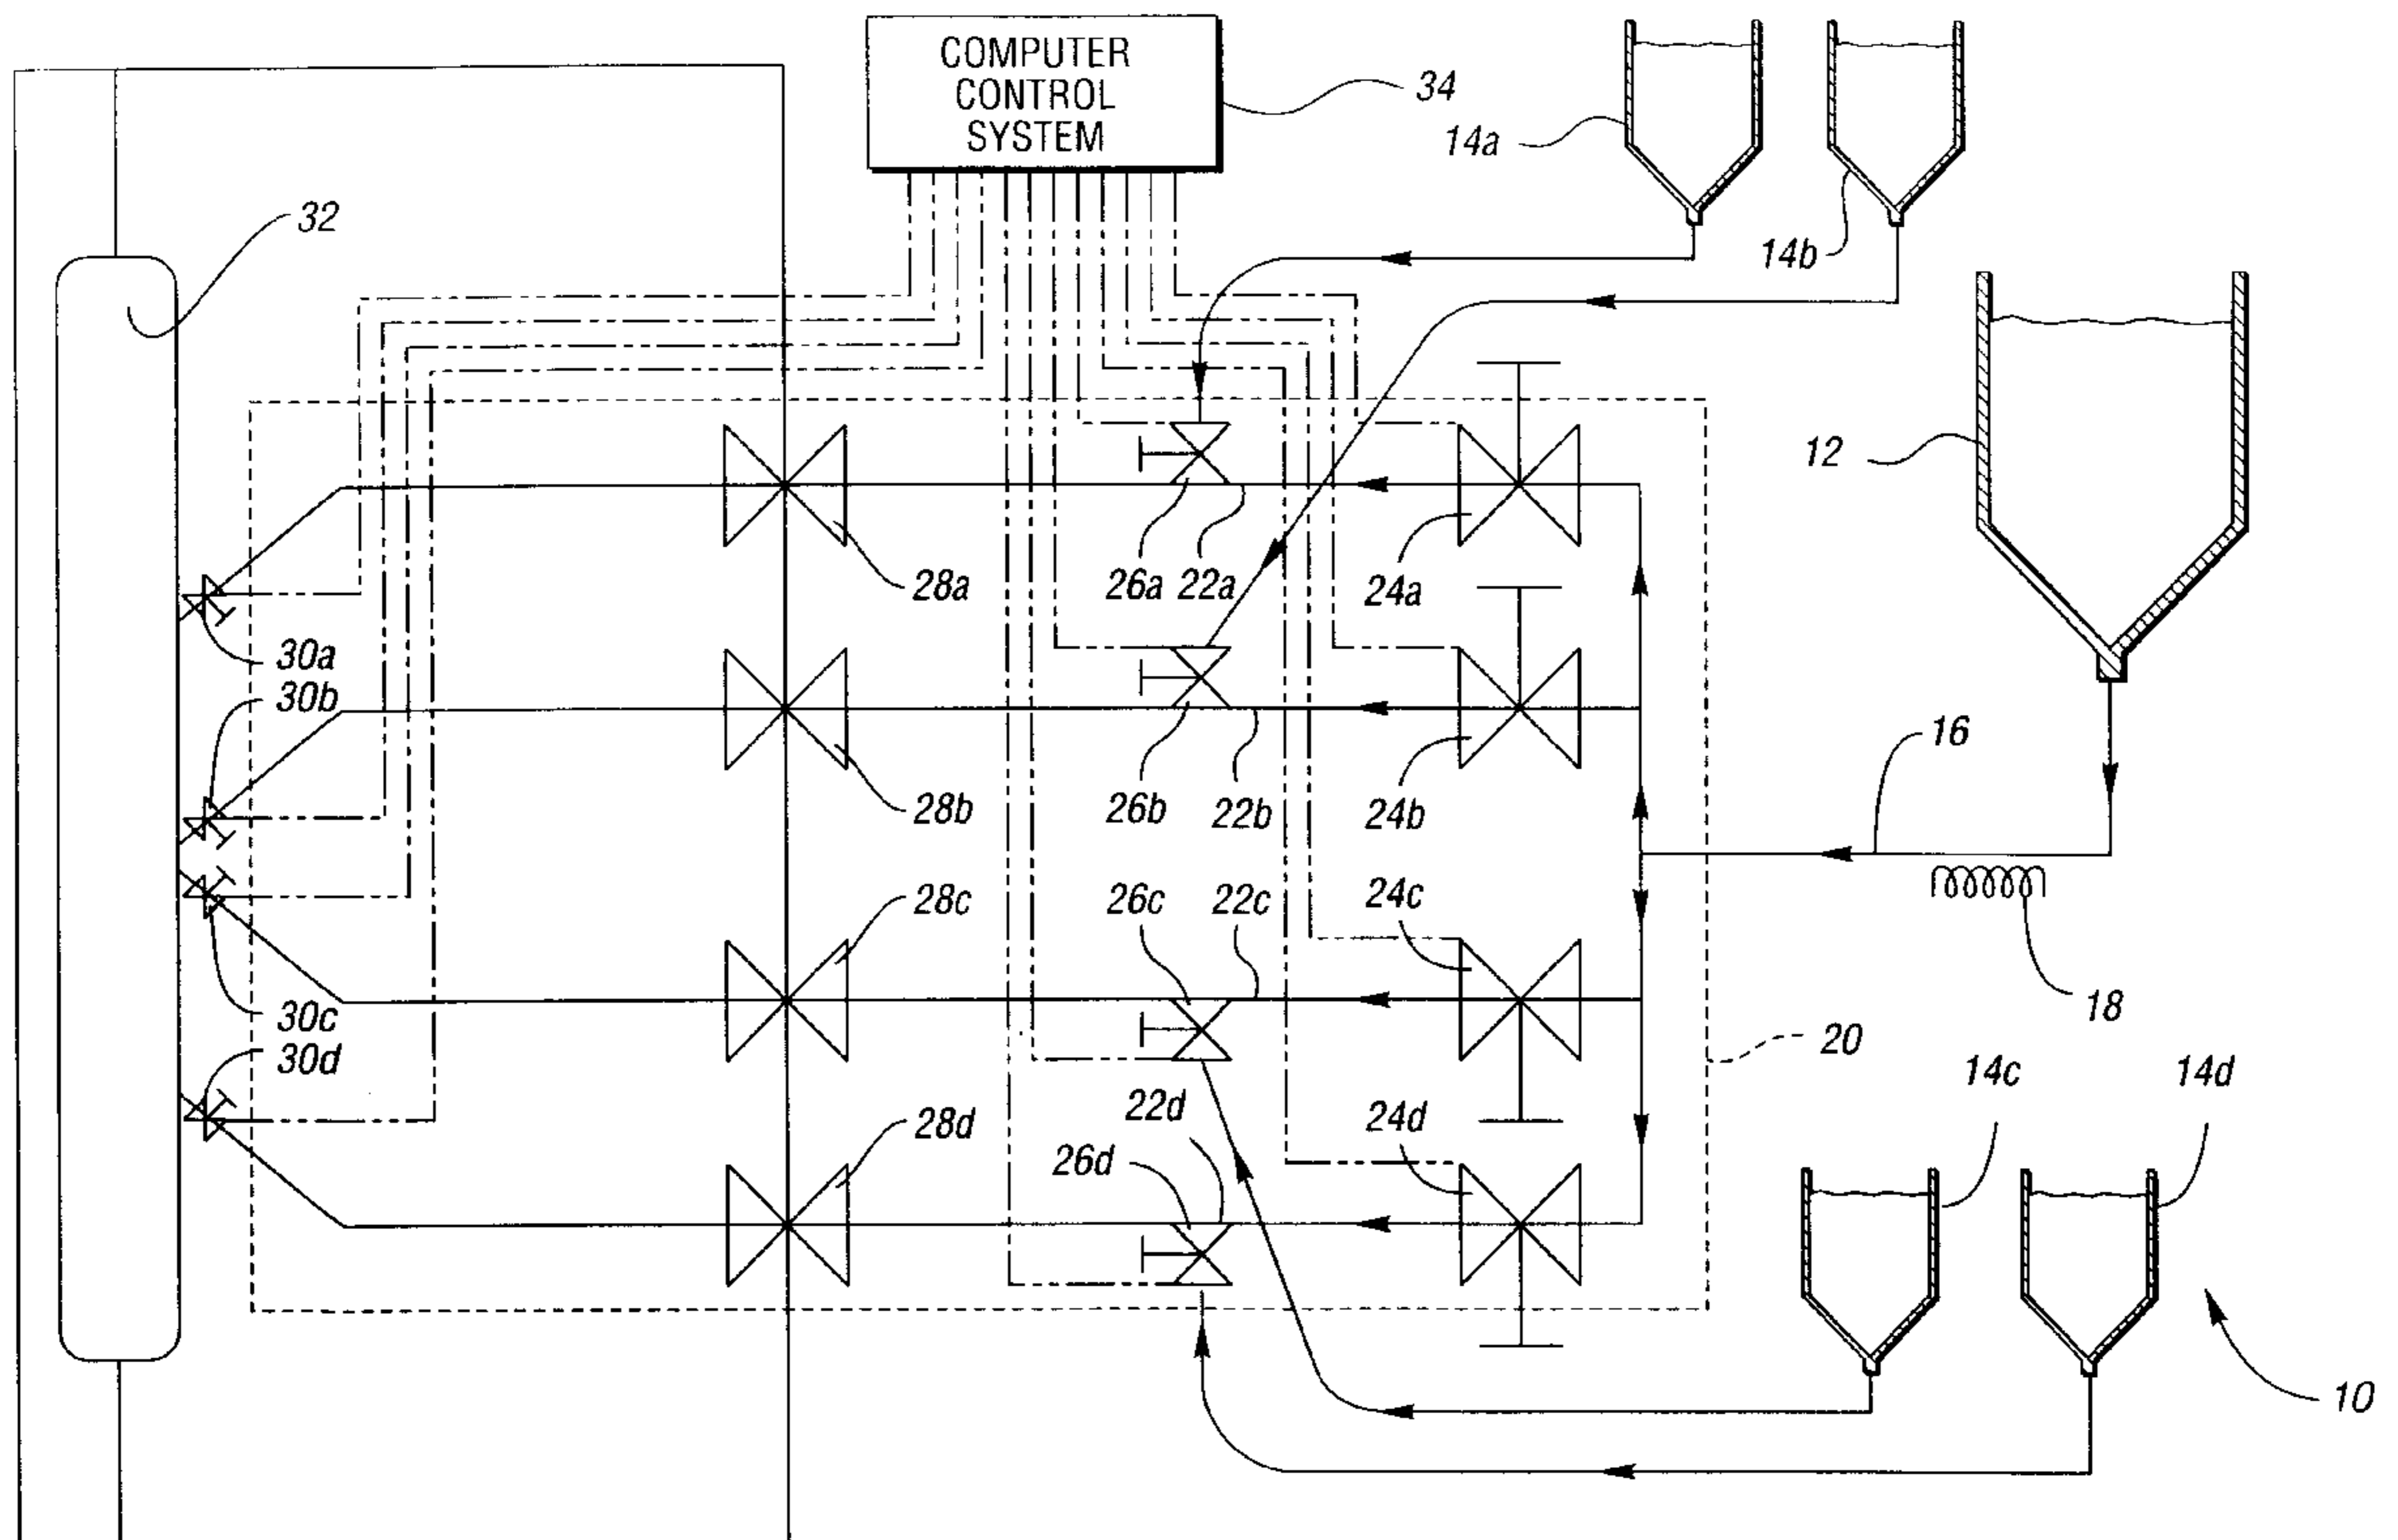 COMPUTER
CONTROL
SYSTEM
34
14a
14b
32
12
28a
26a
22a
24a
30a
30b
16
28b
26b
22b
24b
28c
26c
22c
24c
18
30c
30d
20
14c
14d
28d
22d
26d
24d
10